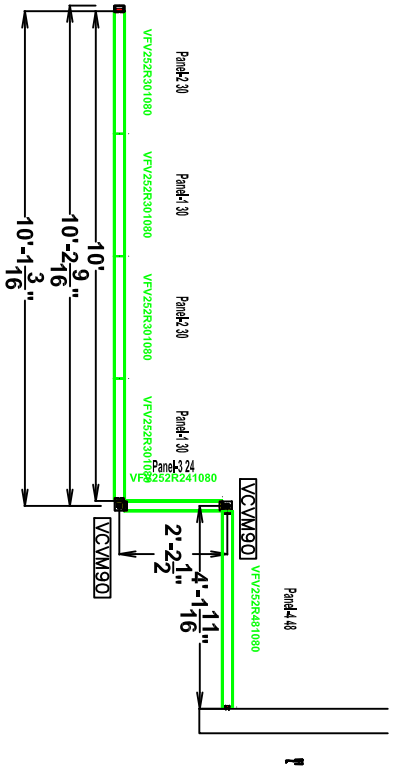 Panel-2 30
VFV252R301080
Panel-1 30
VFV252R301080
Panel-2 30
VFV252R301080
Panel-1 30
VFV252R301080
Panel-3 24
VFV252R241080
VCVM90
Panel-4 48
VFV252R481080
10'
10'-2 9/16"
10'-1 3/16"
VCVM90
2'-2 1/2"
4'-1 11/16"